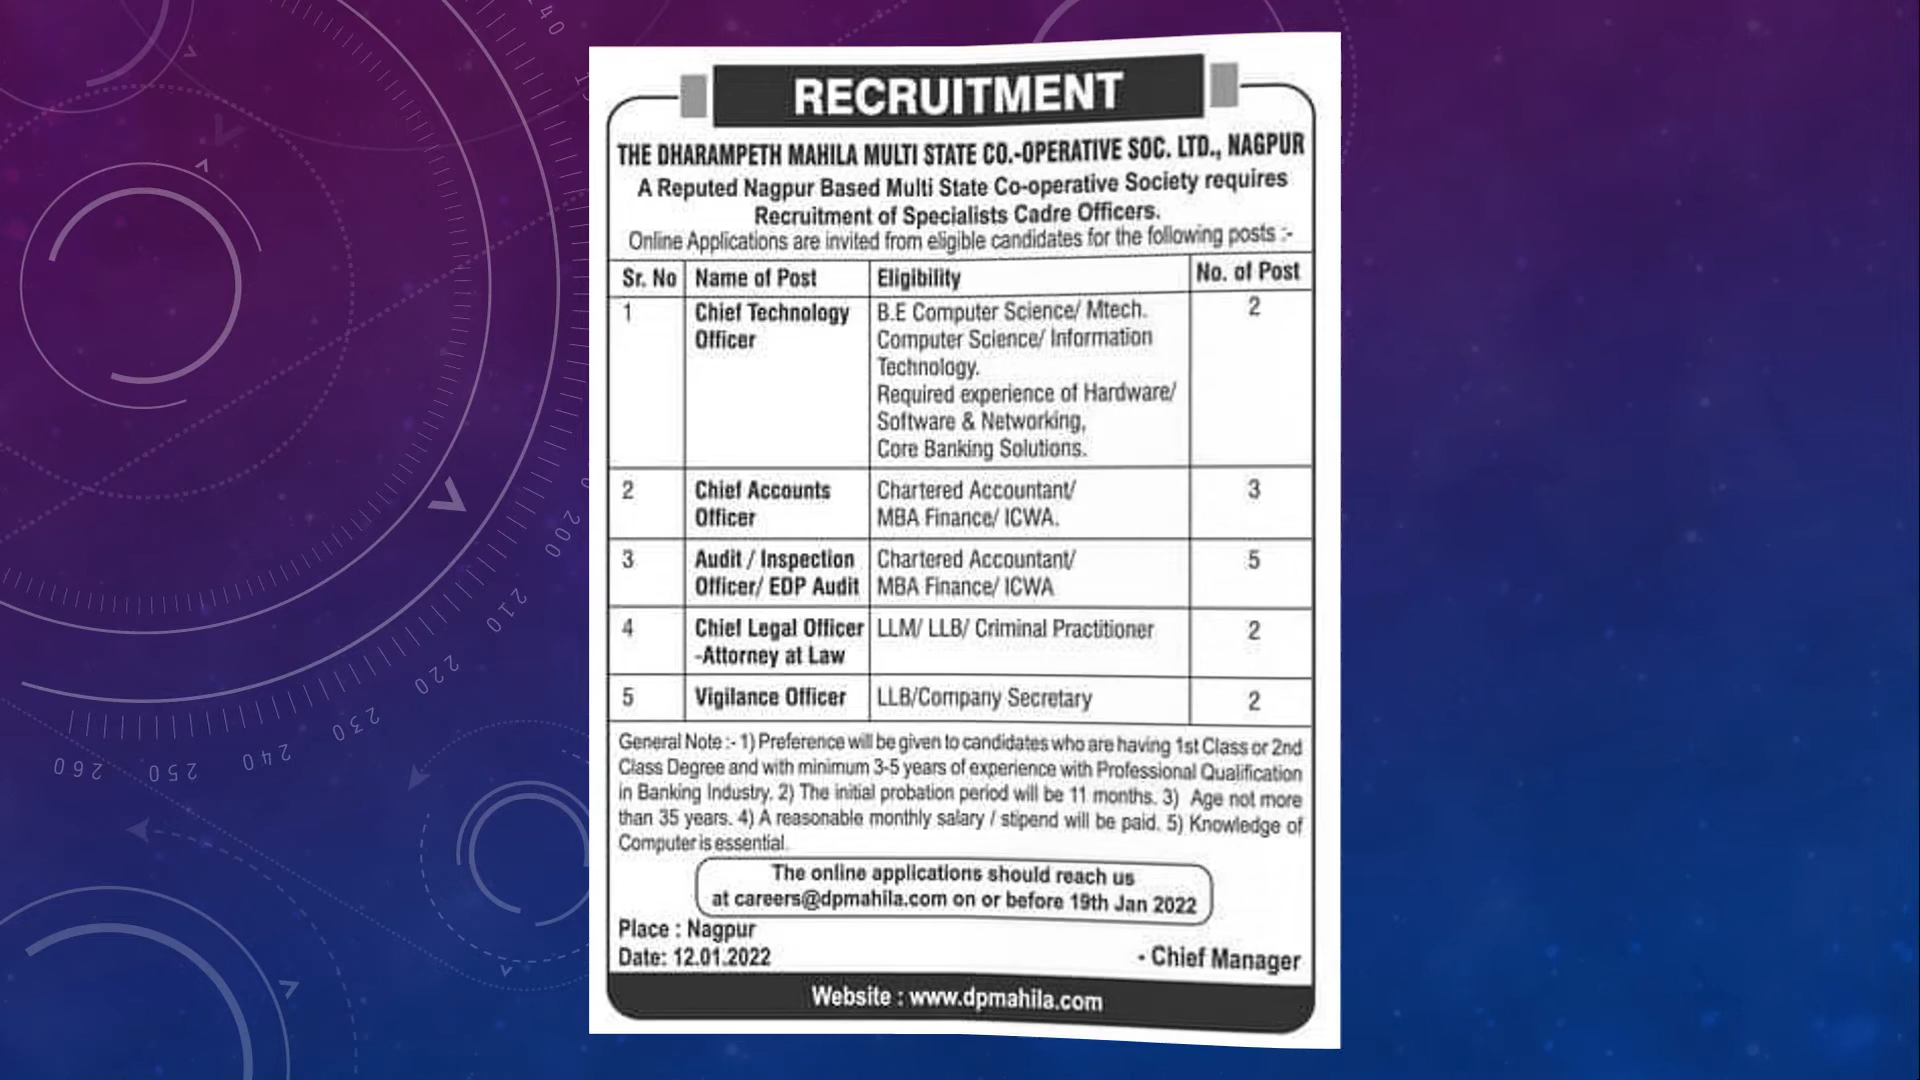 RECRUITMENT
THE DHARAMPETH MAHILA MULTI STATE CO.-OPERATIVE SOC. LTD., NAGPUR
A Reputed Nagpur Based Multi State Co-operative Society requires
Recruitment of Specialists Cadre Officers.
Online Applications are invited from eligible candidates for the following posts :-
Sr. No Name of Post Eligibility No. of Post
1 Chief Technology B.E Computer Science/ Mtech. 2
Officer Computer Science/ Information
Technology.
Required experience of Hardware/
Software & Networking,
Core Banking Solutions.
2 Chief Accounts Chartered Accountant/ 3
Officer MBA Finance/ ICWA.
3 Audit / Inspection Chartered Accountant/ 5
Officer/ EDP Audit MBA Finance/ ICWA
4 Chief Legal Officer LLM/ LLB/ Criminal Practitioner 2
-Attorney at Law
5 Vigilance Officer LLB/Company Secretary 2
General Note :- 1) Preference will be given to candidates who are having 1st Class or 2nd
Class Degree and with minimum 3-5 years of experience with Professional Qualification
in Banking Industry. 2) The initial probation period will be 11 months. 3) Age not more
than 35 years. 4) A reasonable monthly salary / stipend will be paid. 5) Knowledge of
Computer is essential.
The online applications should reach us
at careers@dpmahila.com on or before 19th Jan 2022
Place : Nagpur
Date: 12.01.2022 - Chief Manager
Website : www.dpmahila.com
140
200
210
220
230
240
250
260